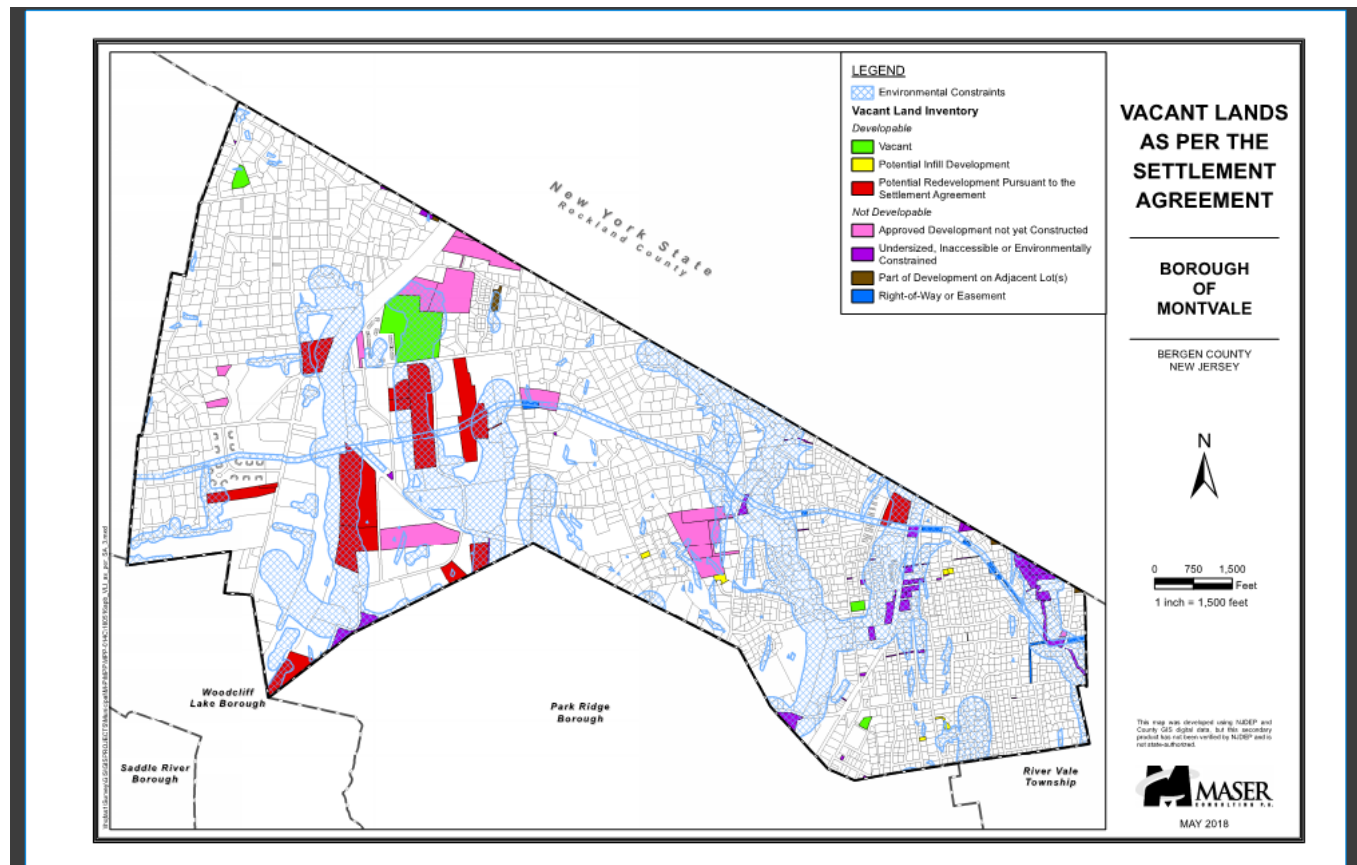 LEGEND
Environmental Constraints
Vacant Land Inventory
Developable
Vacant
Potential Infill Development
Potential Redevelopment Pursuant to the
Settlement Agreement
Not Developable
Approved Development not yet Constructed
Undersized, Inaccessible or Environmentally
Constrained
Part of Development on Adjacent Lot(s)
Right-of-Way or Easement
New York State
Rockland County
Woodcliff
Lake Borough
Park Ridge
Borough
Saddle River
Borough
River Vale
Township
VACANT LANDS
AS PER THE
SETTLEMENT
AGREEMENT
BOROUGH
OF
MONTVALE
BERGEN COUNTY
NEW JERSEY
N
0 750 1,500
Feet
1 inch = 1,500 feet
This map was developed using NJDEP and
County GIS digital data, but this secondary
product has not been verified by NJDEP and is
not state-authorized.
MASER
CONSULTING P.A.
MAY 2018